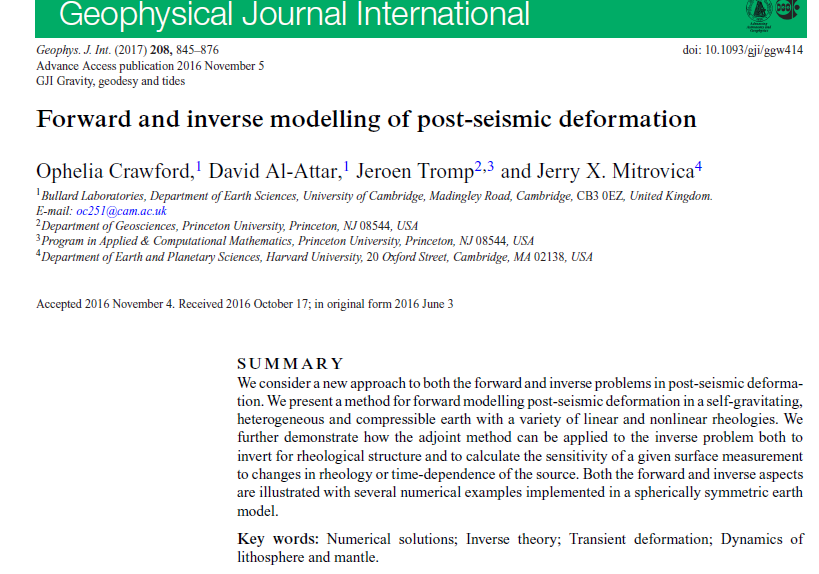 Geophysical Journal International
Geophys. J. Int. (2017) 208, 845–876
doi: 10.1093/gji/ggw414
Advance Access publication 2016 November 5
GJI Gravity, geodesy and tides
Forward and inverse modelling of post-seismic deformation
Ophelia Crawford,1 David Al-Attar,1 Jeroen Tromp2,3 and Jerry X. Mitrovica4
1Bullard Laboratories, Department of Earth Sciences, University of Cambridge, Madingley Road, Cambridge, CB3 0EZ, United Kingdom.
E-mail: oc251@cam.ac.uk
2Department of Geosciences, Princeton University, Princeton, NJ 08544, USA
3Program in Applied & Computational Mathematics, Princeton University, Princeton, NJ 08544, USA
4Department of Earth and Planetary Sciences, Harvard University, 20 Oxford Street, Cambridge, MA 02138, USA
Accepted 2016 November 4. Received 2016 October 17; in original form 2016 June 3
SUMMARY
We consider a new approach to both the forward and inverse problems in post-seismic deforma-
tion. We present a method for forward modelling post-seismic deformation in a self-gravitating,
heterogeneous and compressible earth with a variety of linear and nonlinear rheologies. We
further demonstrate how the adjoint method can be applied to the inverse problem both to
invert for rheological structure and to calculate the sensitivity of a given surface measurement
to changes in rheology or time-dependence of the source. Both the forward and inverse aspects
are illustrated with several numerical examples implemented in a spherically symmetric earth
model.
Key words: Numerical solutions; Inverse theory; Transient deformation; Dynamics of
lithosphere and mantle.